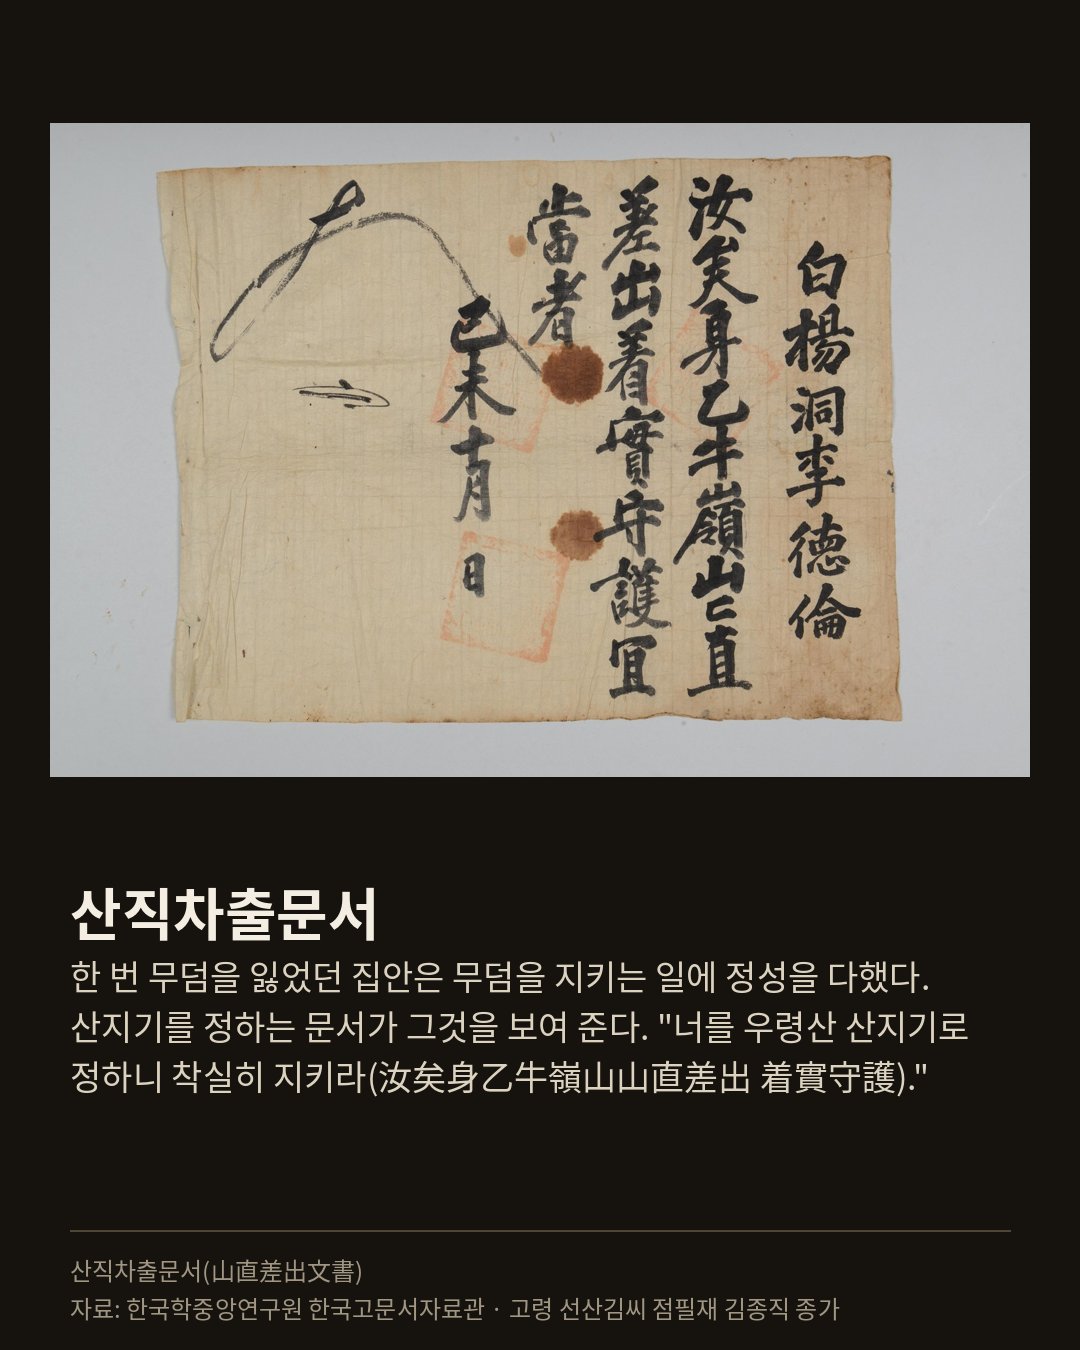 白楊洞李德倫
汝矣身乙牛嶺山〻直
差出着實守護宜
當者
己未十月 日
산직차출문서
한 번 무덤을 잃었던 집안은 무덤을 지키는 일에 정성을 다했다.
산지기를 정하는 문서가 그것을 보여 준다. "너를 우령산 산지기로
정하니 착실히 지키라(汝矣身乙牛嶺山山直差出 着實守護)."
산직차출문서(山直差出文書)
자료: 한국학중앙연구원 한국고문서자료관 · 고령 선산김씨 점필재 김종직 종가